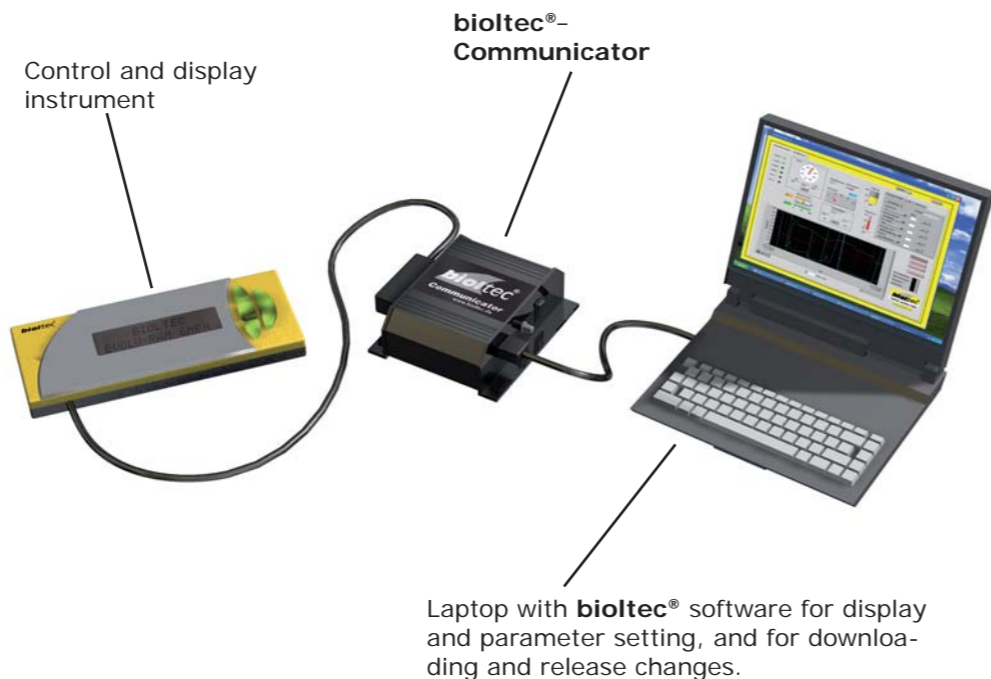 bioltec®–
Communicator
Control and display
instrument
bioltec®
Communicator
bioltec
BIOLTEC
Laptop with bioltec® software for display
and parameter setting, and for downloa-
ding and release changes.